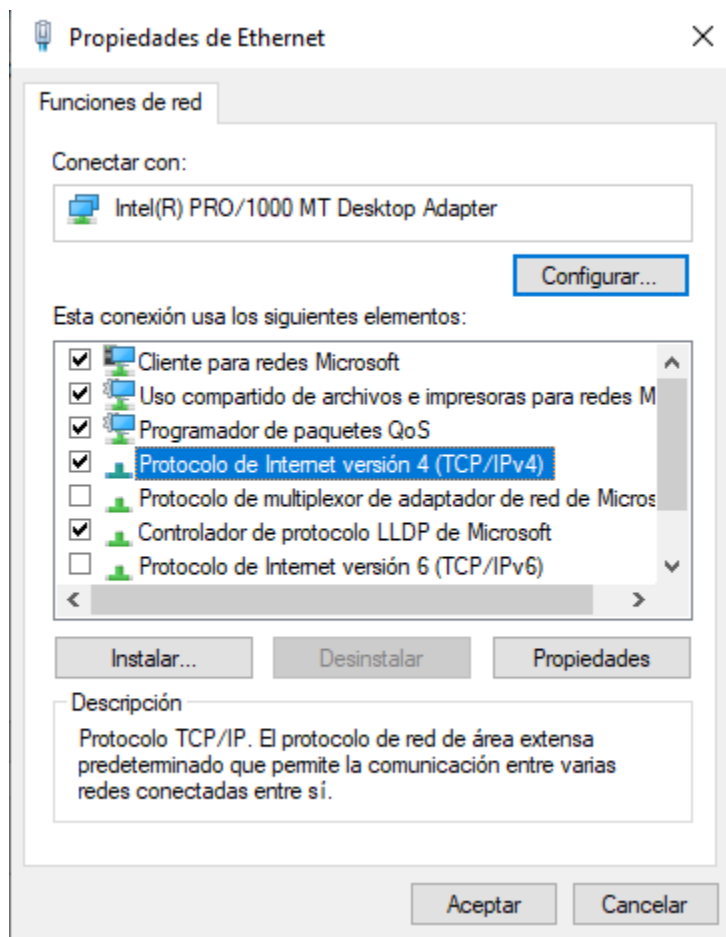 Propiedades de Ethernet
Funciones de red
Conectar con:
Intel(R) PRO/1000 MT Desktop Adapter
Configurar...
Esta conexión usa los siguientes elementos:
Cliente para redes Microsoft
Uso compartido de archivos e impresoras para redes M
Programador de paquetes QoS
Protocolo de Internet versión 4 (TCP/IPv4)
Protocolo de multiplexor de adaptador de red de Micros
Controlador de protocolo LLDP de Microsoft
Protocolo de Internet versión 6 (TCP/IPv6)
Instalar...
Desinstalar
Propiedades
Descripción
Protocolo TCP/IP. El protocolo de red de área extensa
predeterminado que permite la comunicación entre varias
redes conectadas entre sí.
Aceptar
Cancelar